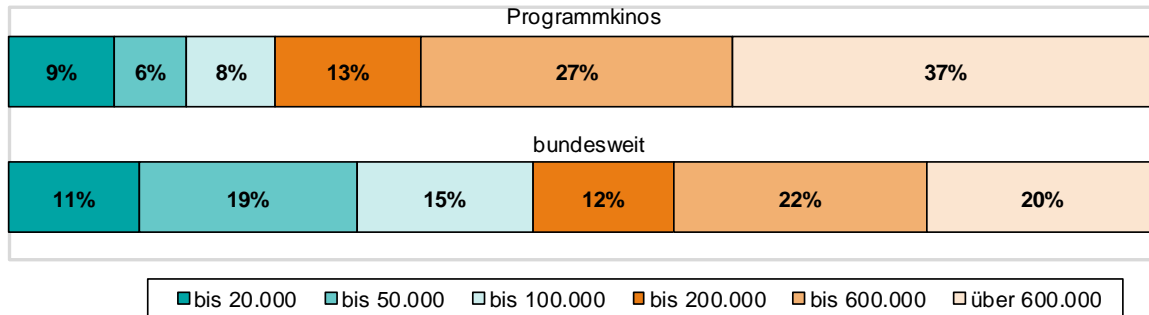 Programmkinos
9% 6% 8% 13% 27% 37%
bundesweit
11% 19% 15% 12% 22% 20%
bis 20.000 bis 50.000 bis 100.000 bis 200.000 bis 600.000 über 600.000